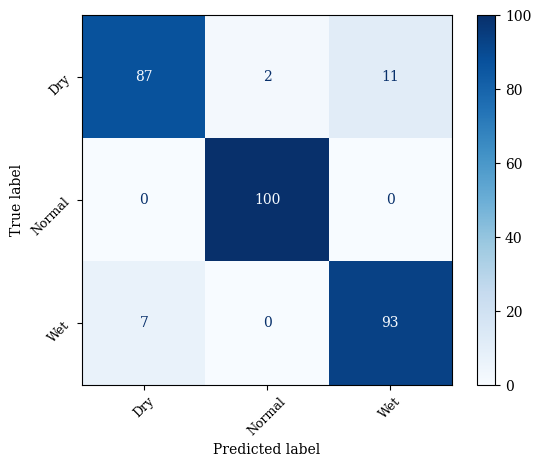 100
Dry 87 2 11
80
60
True label
Normal 0 100 0
40
20
Wet 7 0 93
0
Dry Normal Wet
Predicted label